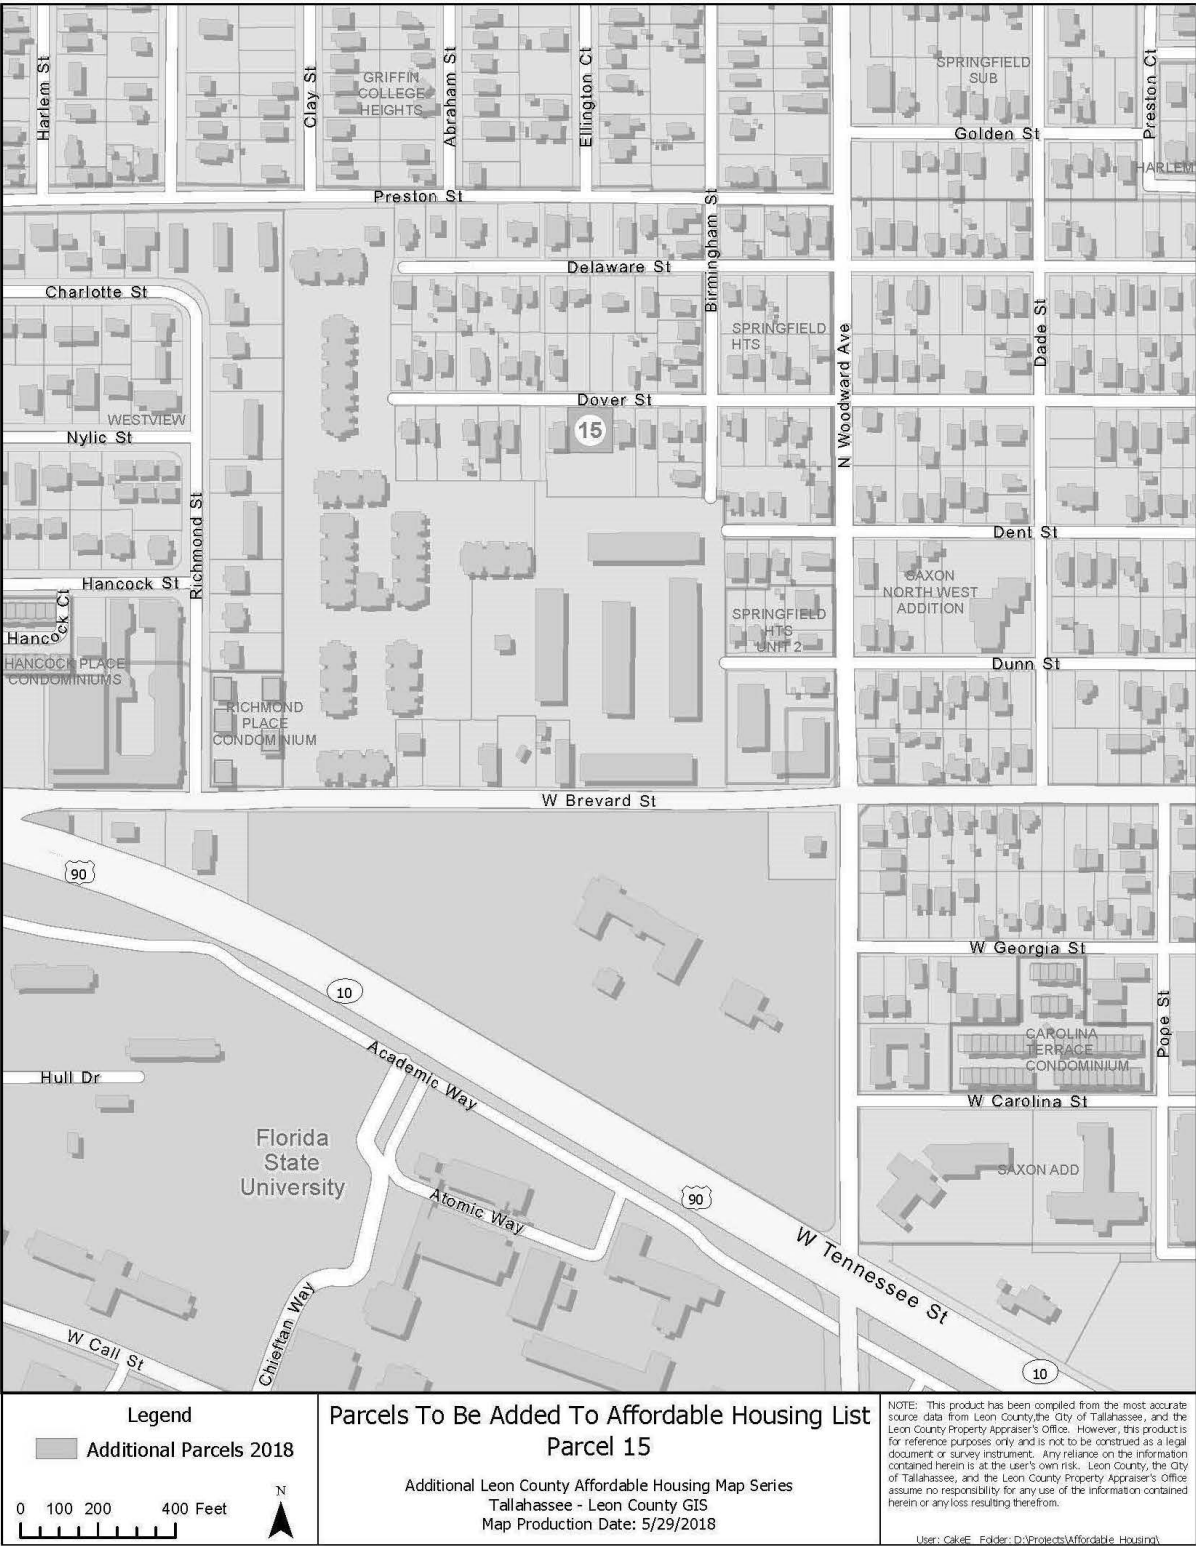 Harlem St
Clay St
GRIFFIN
COLLEGE
HEIGHTS
Abraham St
Ellington Ct
SPRINGFIELD
SUB
Preston Ct
Golden St
HARLEM
Preston St
Birmingham St
Delaware St
Charlotte St
SPRINGFIELD
HTS
N Woodward Ave
Dade St
Dover St
15
WESTVIEW
Nylic St
Richmond St
Dent St
Hancock St
SAXON
NORTH WEST
ADDITION
Hancock Ct
SPRINGFIELD
HTS
UNIT 2
HANCOCK PLACE
CONDOMINIUMS
Dunn St
RICHMOND
PLACE
CONDOMINIUM
W Brevard St
90
W Georgia St
10
Pope St
CAROLINA
TERRACE
CONDOMINIUM
Academic Way
Hull Dr
W Carolina St
Florida
State
University
SAXON ADD
Atomic Way
90
W Tennessee St
Chieftan Way
W Call St
10
Legend
Additional Parcels 2018
0 100 200 400 Feet
N
Parcels To Be Added To Affordable Housing List
Parcel 15
Additional Leon County Affordable Housing Map Series
Tallahassee - Leon County GIS
Map Production Date: 5/29/2018
NOTE: This product has been compiled from the most accurate
source data from Leon County,the City of Tallahassee, and the
Leon County Property Appraiser's Office. However, this product is
for reference purposes only and is not to be construed as a legal
document or survey instrument. Any reliance on the information
contained herein is at the user's own risk. Leon County, the City
of Tallahassee, and the Leon County Property Appraiser's Office
assume no responsibility for any use of the information contained
herein or any loss resulting therefrom.
User: CakeE Folder: D:\Projects\Affordable_Housing\